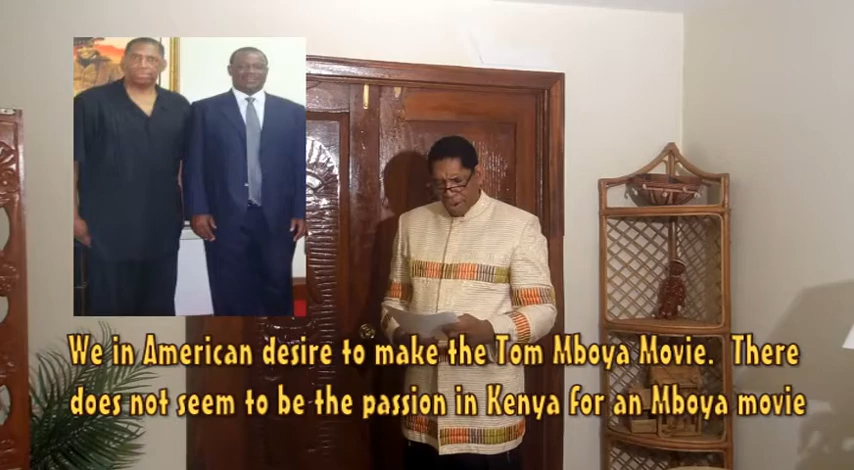 We in American desire to make the Tom Mboya Movie.  There
does not seem to be the passion in Kenya for an Mboya movie